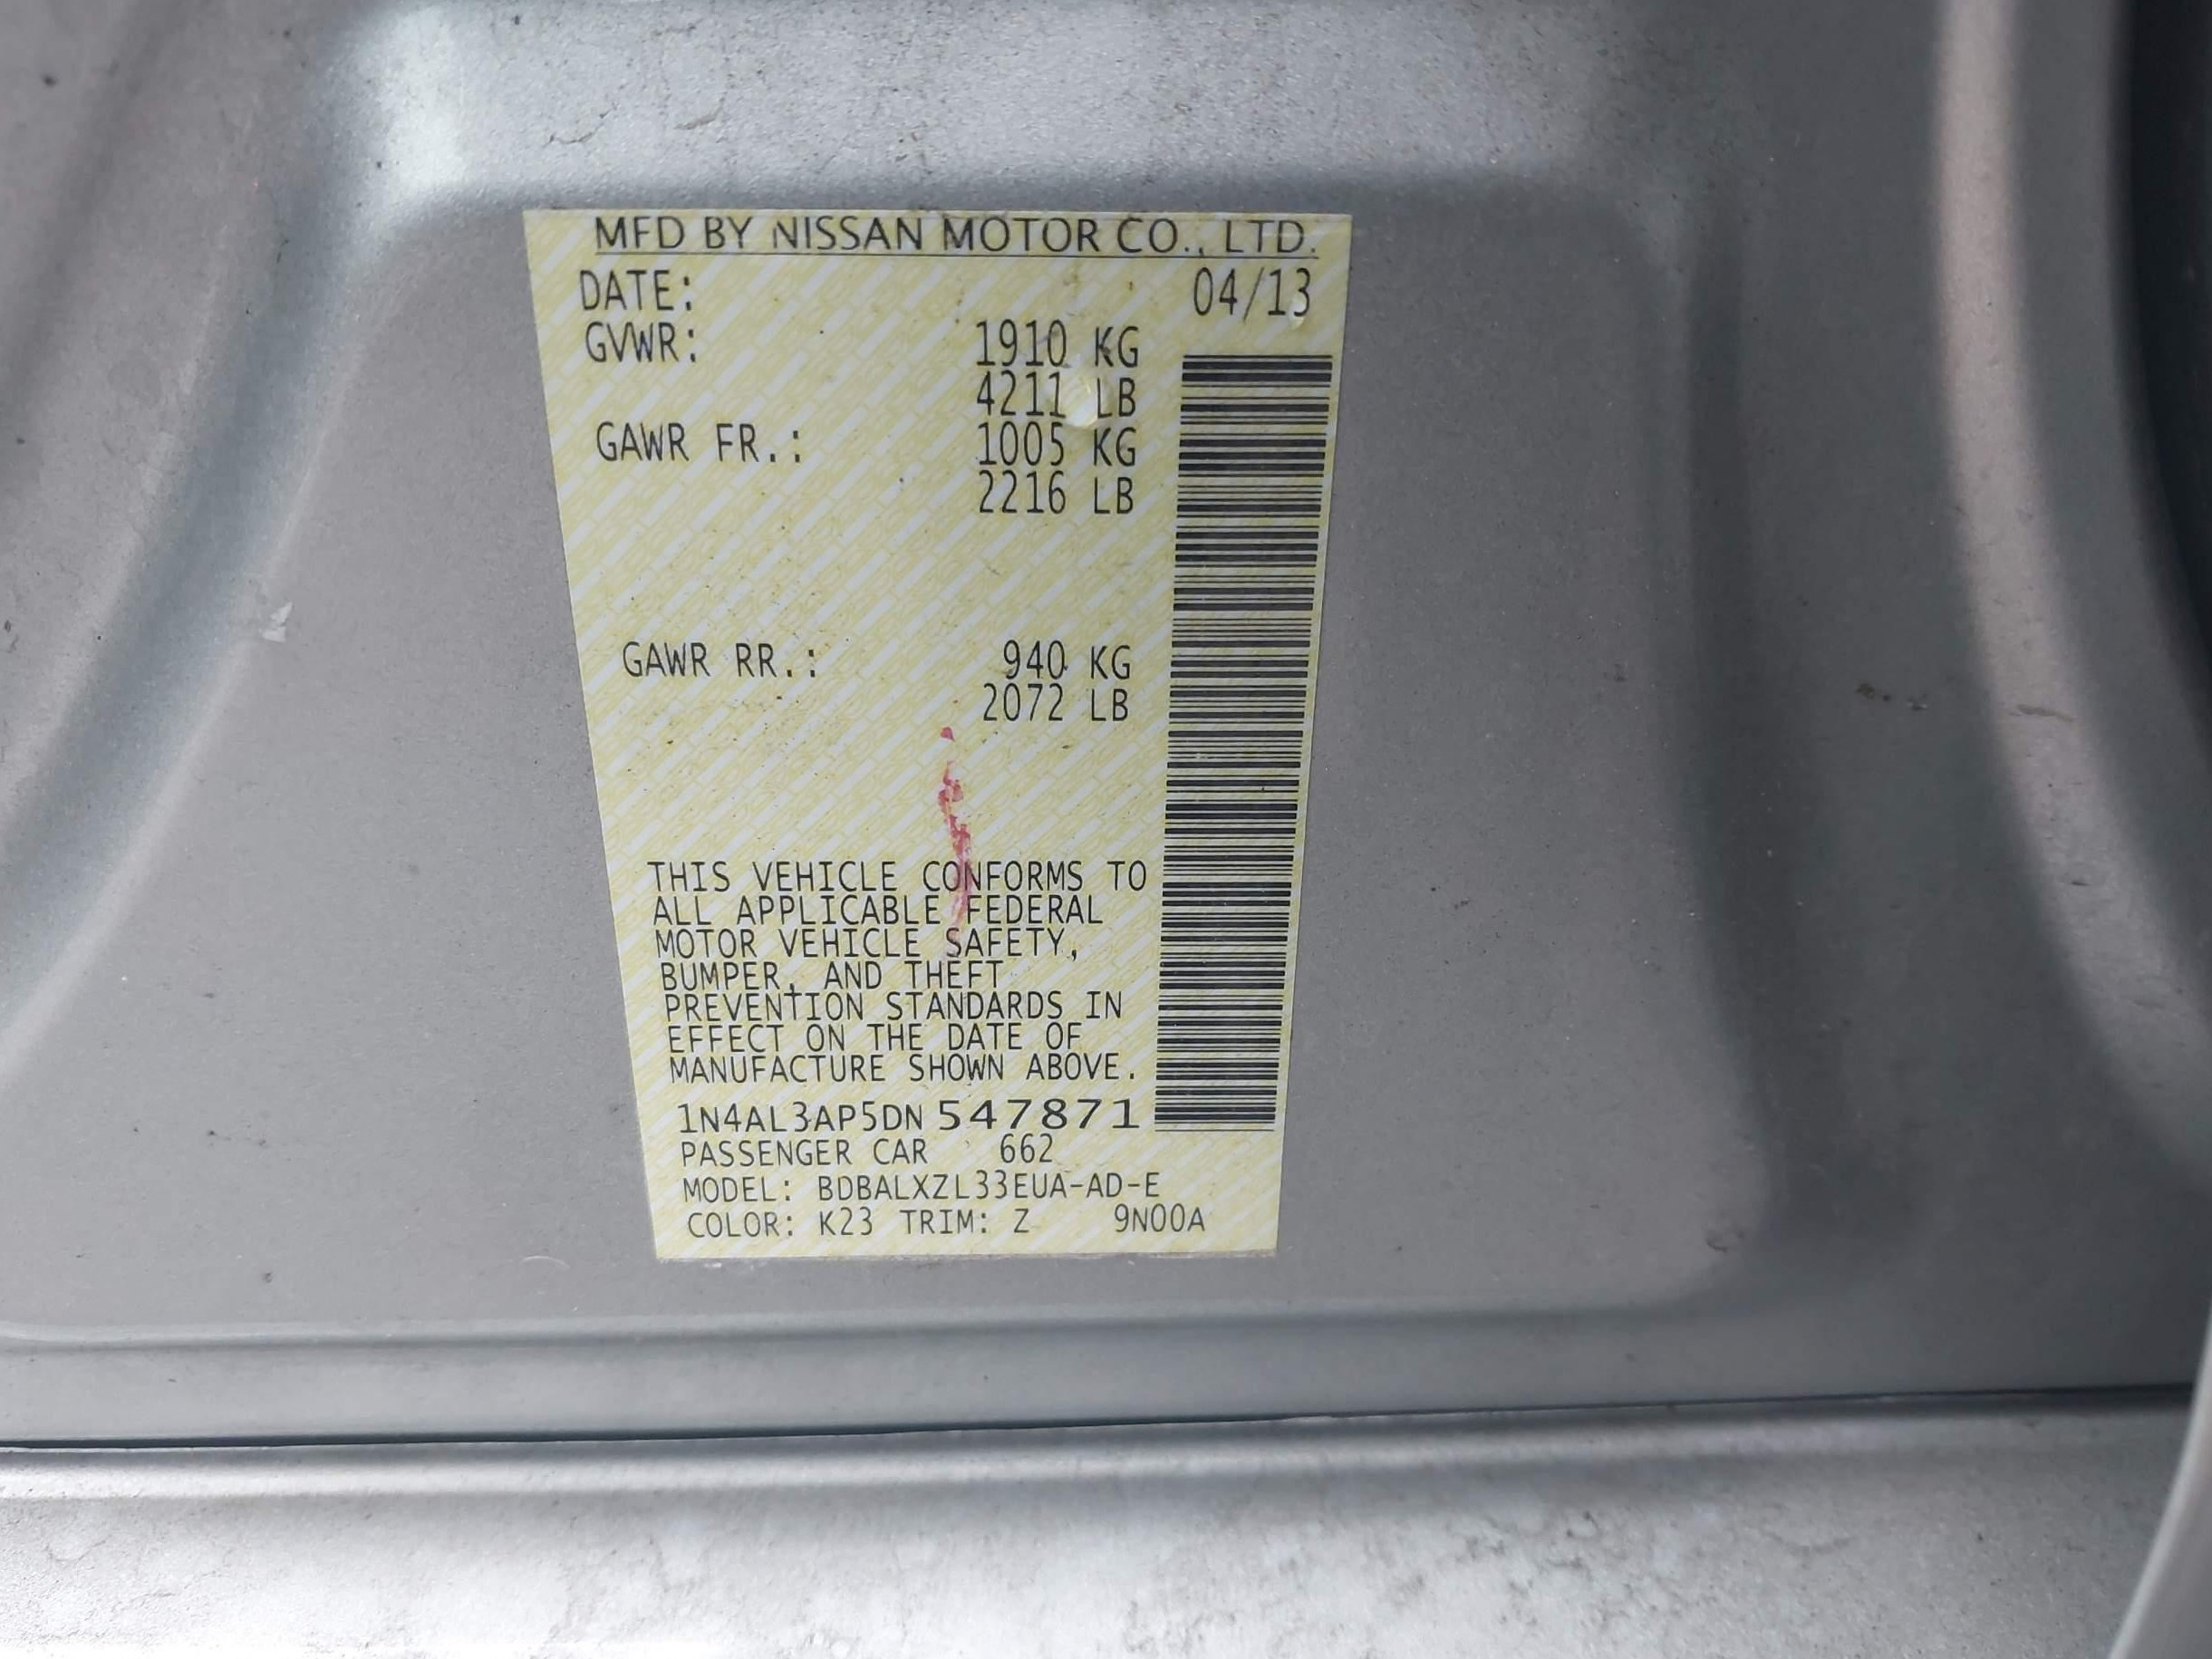 MFD BY NISSAN MOTOR CO., LTD.
DATE: 04/13
GVWR: 1910 KG
4211 LB
GAWR FR.: 1005 KG
2216 LB
GAWR RR.: 940 KG
2072 LB
THIS VEHICLE CONFORMS TO
ALL APPLICABLE FEDERAL
MOTOR VEHICLE SAFETY,
BUMPER, AND THEFT
PREVENTION STANDARDS IN
EFFECT ON THE DATE OF
MANUFACTURE SHOWN ABOVE.
1N4AL3AP5DN 547871
PASSENGER CAR 662
MODEL: BDBALXZL33EUA-AD-E
COLOR: K23 TRIM: Z 9N00A